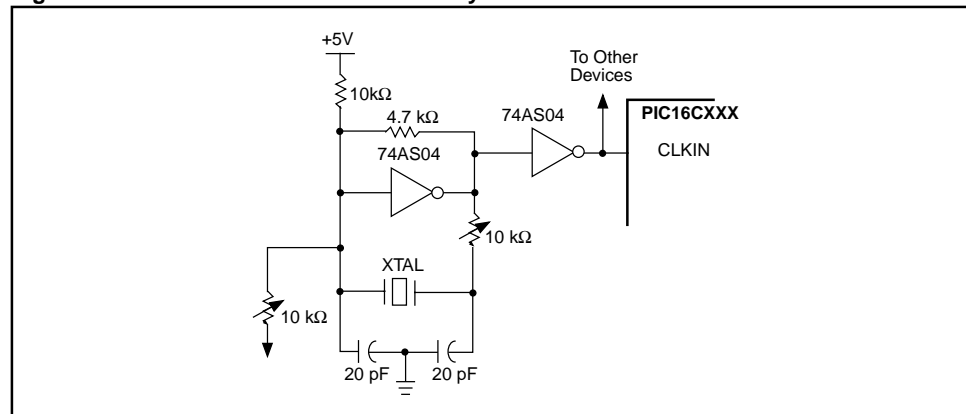 +5V
10kΩ
4.7 kΩ
74AS04
74AS04
To Other
Devices
PIC16CXXX
CLKIN
10 kΩ
XTAL
10 kΩ
20 pF
20 pF